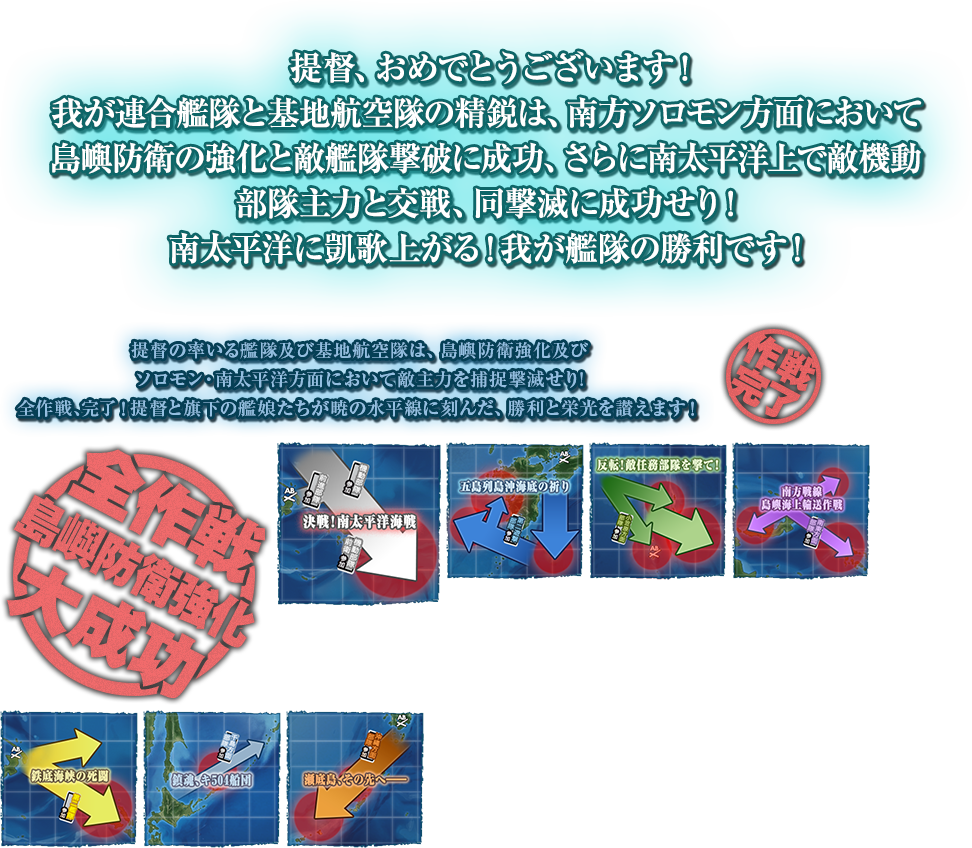 提督、おめでとうございます！
我が連合艦隊と基地航空隊の精鋭は、南方ソロモン方面において
島嶼防衛の強化と敵艦隊撃破に成功、さらに南太平洋上で敵機動
部隊主力と交戦、同撃滅に成功せり！
南太平洋に凱歌上がる！我が艦隊の勝利です！
提督の率いる艦隊及び基地航空隊は、島嶼防衛強化及び
ソロモン・南太平洋方面において敵主力を捕捉撃滅せり！
全作戦、完了！提督と旗下の艦娘たちが暁の水平線に刻んだ、勝利と栄光を讃えます！
作戦
完了
全作戦
島嶼防衛強化
大成功
AB
決戦！南太平洋海戦
AB
五島列島沖海底の祈り
反転！敵任務部隊を撃て！
AB
南方戦線
島嶼海上輸送作戦
AB
鉄底海峡の死闘
鎮魂、キ504船団
AB
瀬底島、その先へ――